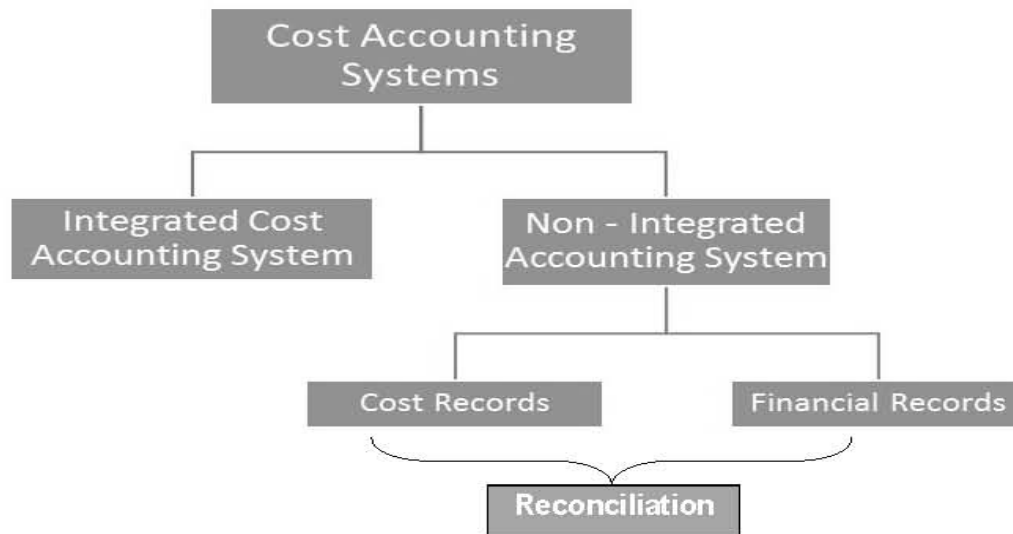 Cost Accounting
Systems
Integrated Cost
Accounting System
Non - Integrated
Accounting System
Cost Records
Financial Records
Reconciliation